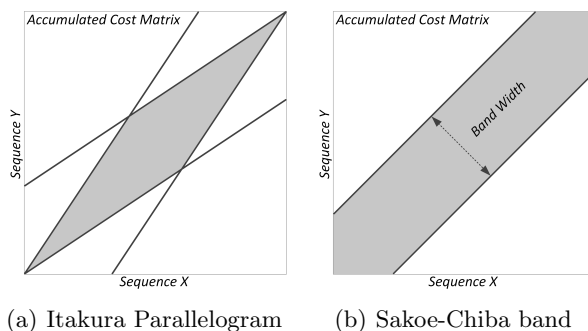 Accumulated Cost Matrix
Sequence Y
Sequence X
(a) Itakura Parallelogram
Accumulated Cost Matrix
Sequence Y
Band Width
Sequence X
(b) Sakoe-Chiba band